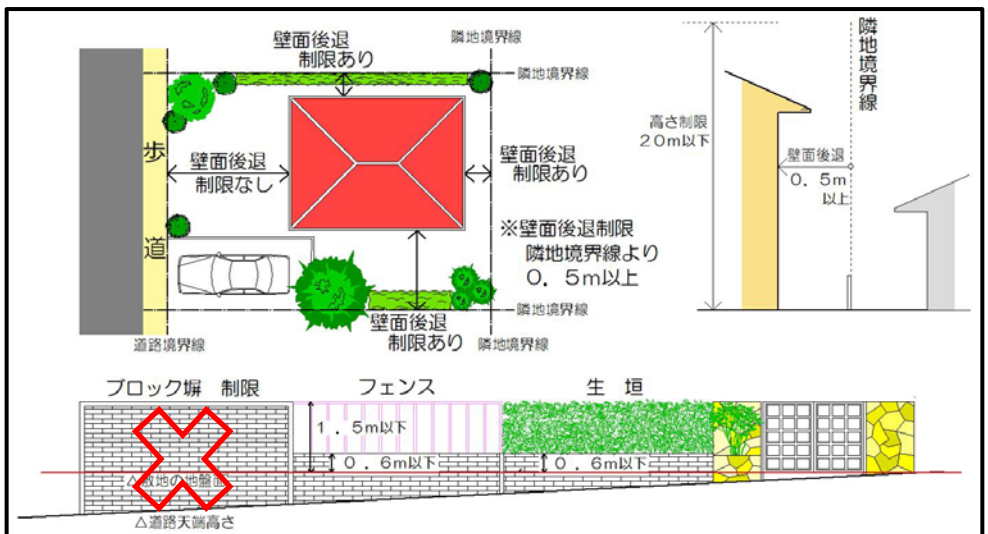 壁面後退
制限あり
隣地境界線
隣地境界線
歩
道
壁面後退
制限なし
壁面後退
制限あり
※壁面後退制限
隣地境界線より
０．５ｍ以上
壁面後退
制限あり
隣地境界線
隣地境界線
道路境界線
隣地境界線
高さ制限
２０ｍ以下
壁面後退
０．５ｍ
以上
ブロック塀　制限
フェンス
生　垣
１．５ｍ以下
０．６ｍ以下
０．６ｍ以下
△敷地の地盤面
△道路天端高さ